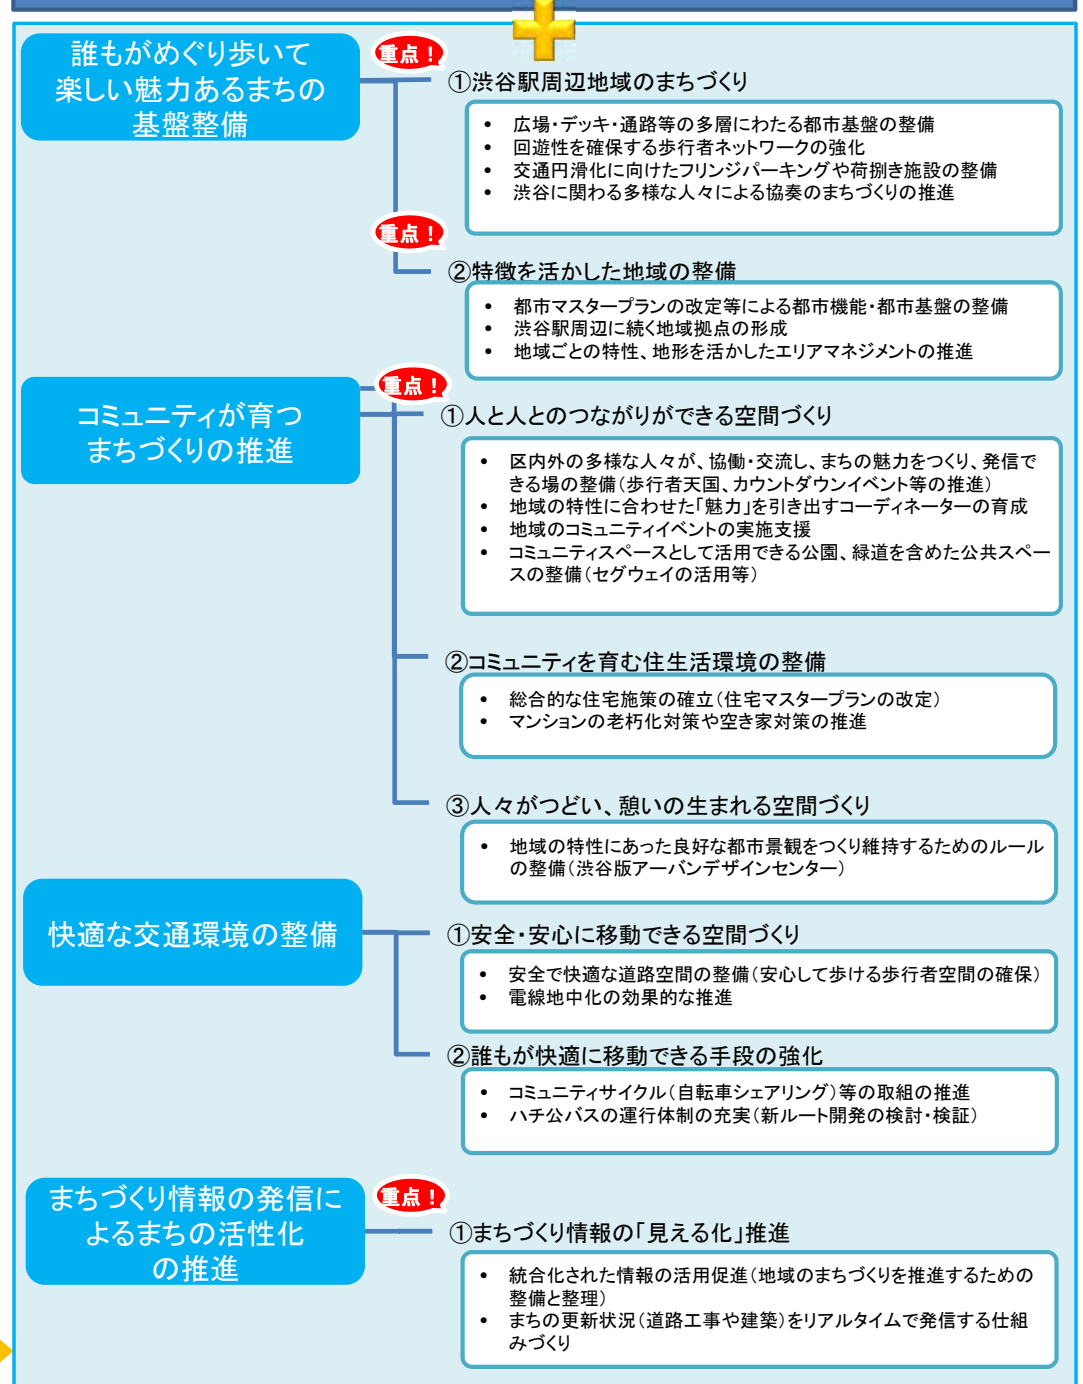 誰もがめぐり歩いて
楽しい魅力あるまちの
基盤整備
重点！
①渋谷駅周辺地域のまちづくり
• 広場・デッキ・通路等の多層にわたる都市基盤の整備
• 回遊性を確保する歩行者ネットワークの強化
• 交通円滑化に向けたフリンジパーキングや荷捌き施設の整備
• 渋谷に関わる多様な人々による協奏のまちづくりの推進
重点！
②特徴を活かした地域の整備
• 都市マスタープランの改定等による都市機能・都市基盤の整備
• 渋谷駅周辺に続く地域拠点の形成
• 地域ごとの特性、地形を活かしたエリアマネジメントの推進
コミュニティが育つ
まちづくりの推進
重点！
①人と人とのつながりができる空間づくり
• 区内外の多様な人々が、協働・交流し、まちの魅力をつくり、発信で
きる場の整備（歩行者天国、カウントダウンイベント等の推進）
• 地域の特性に合わせた「魅力」を引き出すコーディネーターの育成
• 地域のコミュニティイベントの実施支援
• コミュニティスペースとして活用できる公園、緑道を含めた公共スペー
スの整備（セグウェイの活用等）
②コミュニティを育む住生活環境の整備
• 総合的な住宅施策の確立（住宅マスタープランの改定）
• マンションの老朽化対策や空き家対策の推進
③人々がつどい、憩いの生まれる空間づくり
• 地域の特性にあった良好な都市景観をつくり維持するためのルール
の整備（渋谷版アーバンデザインセンター）
快適な交通環境の整備
①安全・安心に移動できる空間づくり
• 安全で快適な道路空間の整備（安心して歩ける歩行者空間の確保）
• 電線地中化の効果的な推進
②誰もが快適に移動できる手段の強化
• コミュニティサイクル（自転車シェアリング）等の取組の推進
• ハチ公バスの運行体制の充実（新ルート開発の検討・検証）
まちづくり情報の発信に
よるまちの活性化
の推進
重点！
①まちづくり情報の「見える化」推進
• 統合化された情報の活用促進（地域のまちづくりを推進するための
整備と整理）
• まちの更新状況（道路工事や建築）をリアルタイムで発信する仕組
みづくり